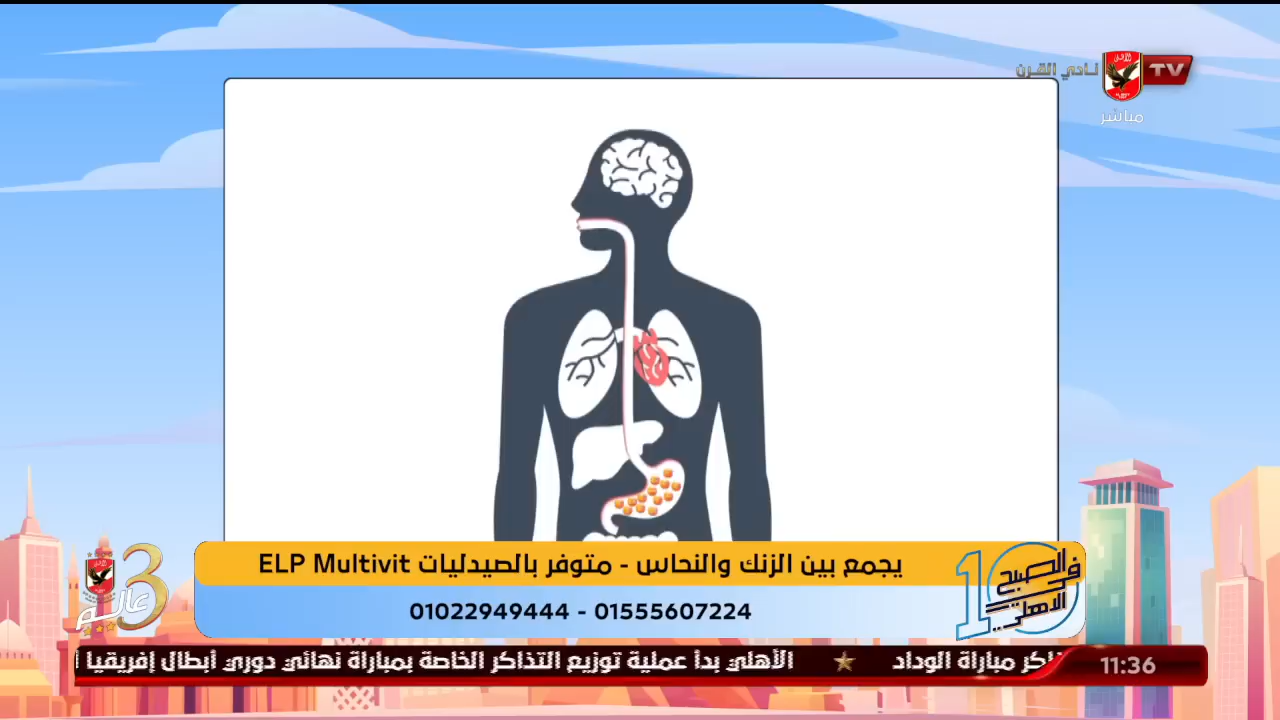 نادي القرن
TV
مباشر
يجمع بين الزنك والنحاس - متوفر بالصيدليات ELP Multivit
01022949444 - 01555607224
10 الصبح في الاهلي
3 عالم
ذاكر مباراة الوداد ★ الأهلي بدأ عملية توزيع التذاكر الخاصة بمباراة نهائي دوري أبطال إفريقيا أ
11:36